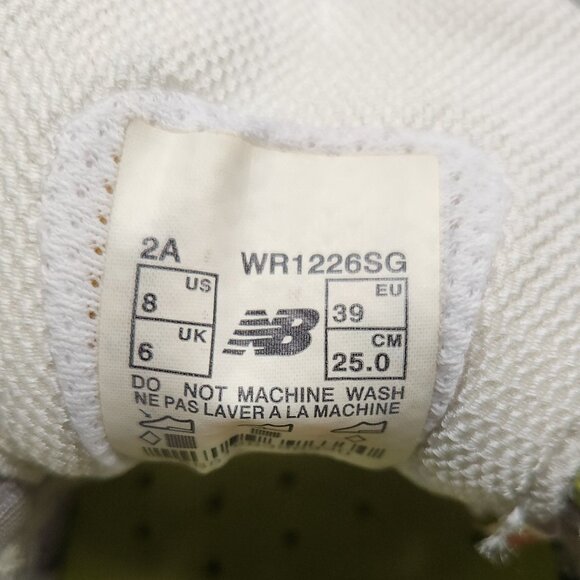 2A WR1226SG
8 US
6 UK
NB
39 EU
25.0 CM
DO NOT MACHINE WASH
NE PAS LAVER A LA MACHINE